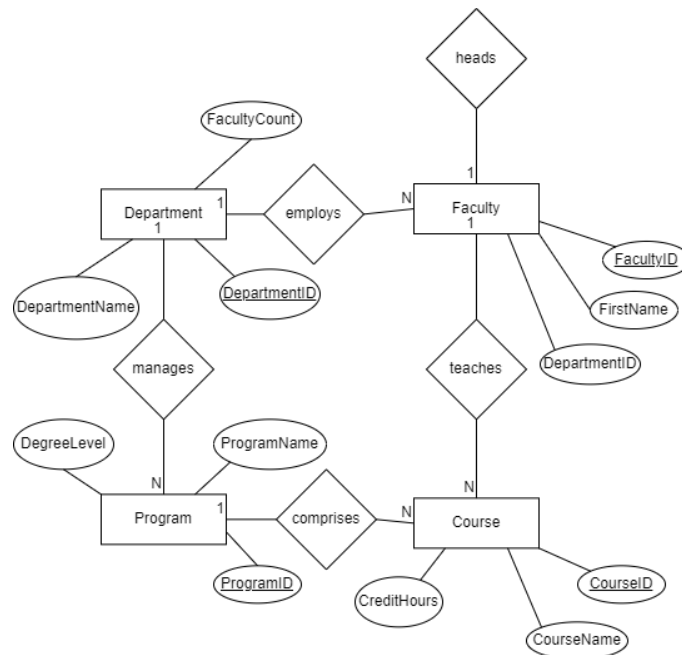 heads
FacultyCount
1
Department
1
1
employs
N
Faculty
1
DepartmentName
DepartmentID
FacultyID
FirstName
DepartmentID
manages
teaches
DegreeLevel
ProgramName
N
Program
1
comprises
N
N
Course
ProgramID
CreditHours
CourseID
CourseName